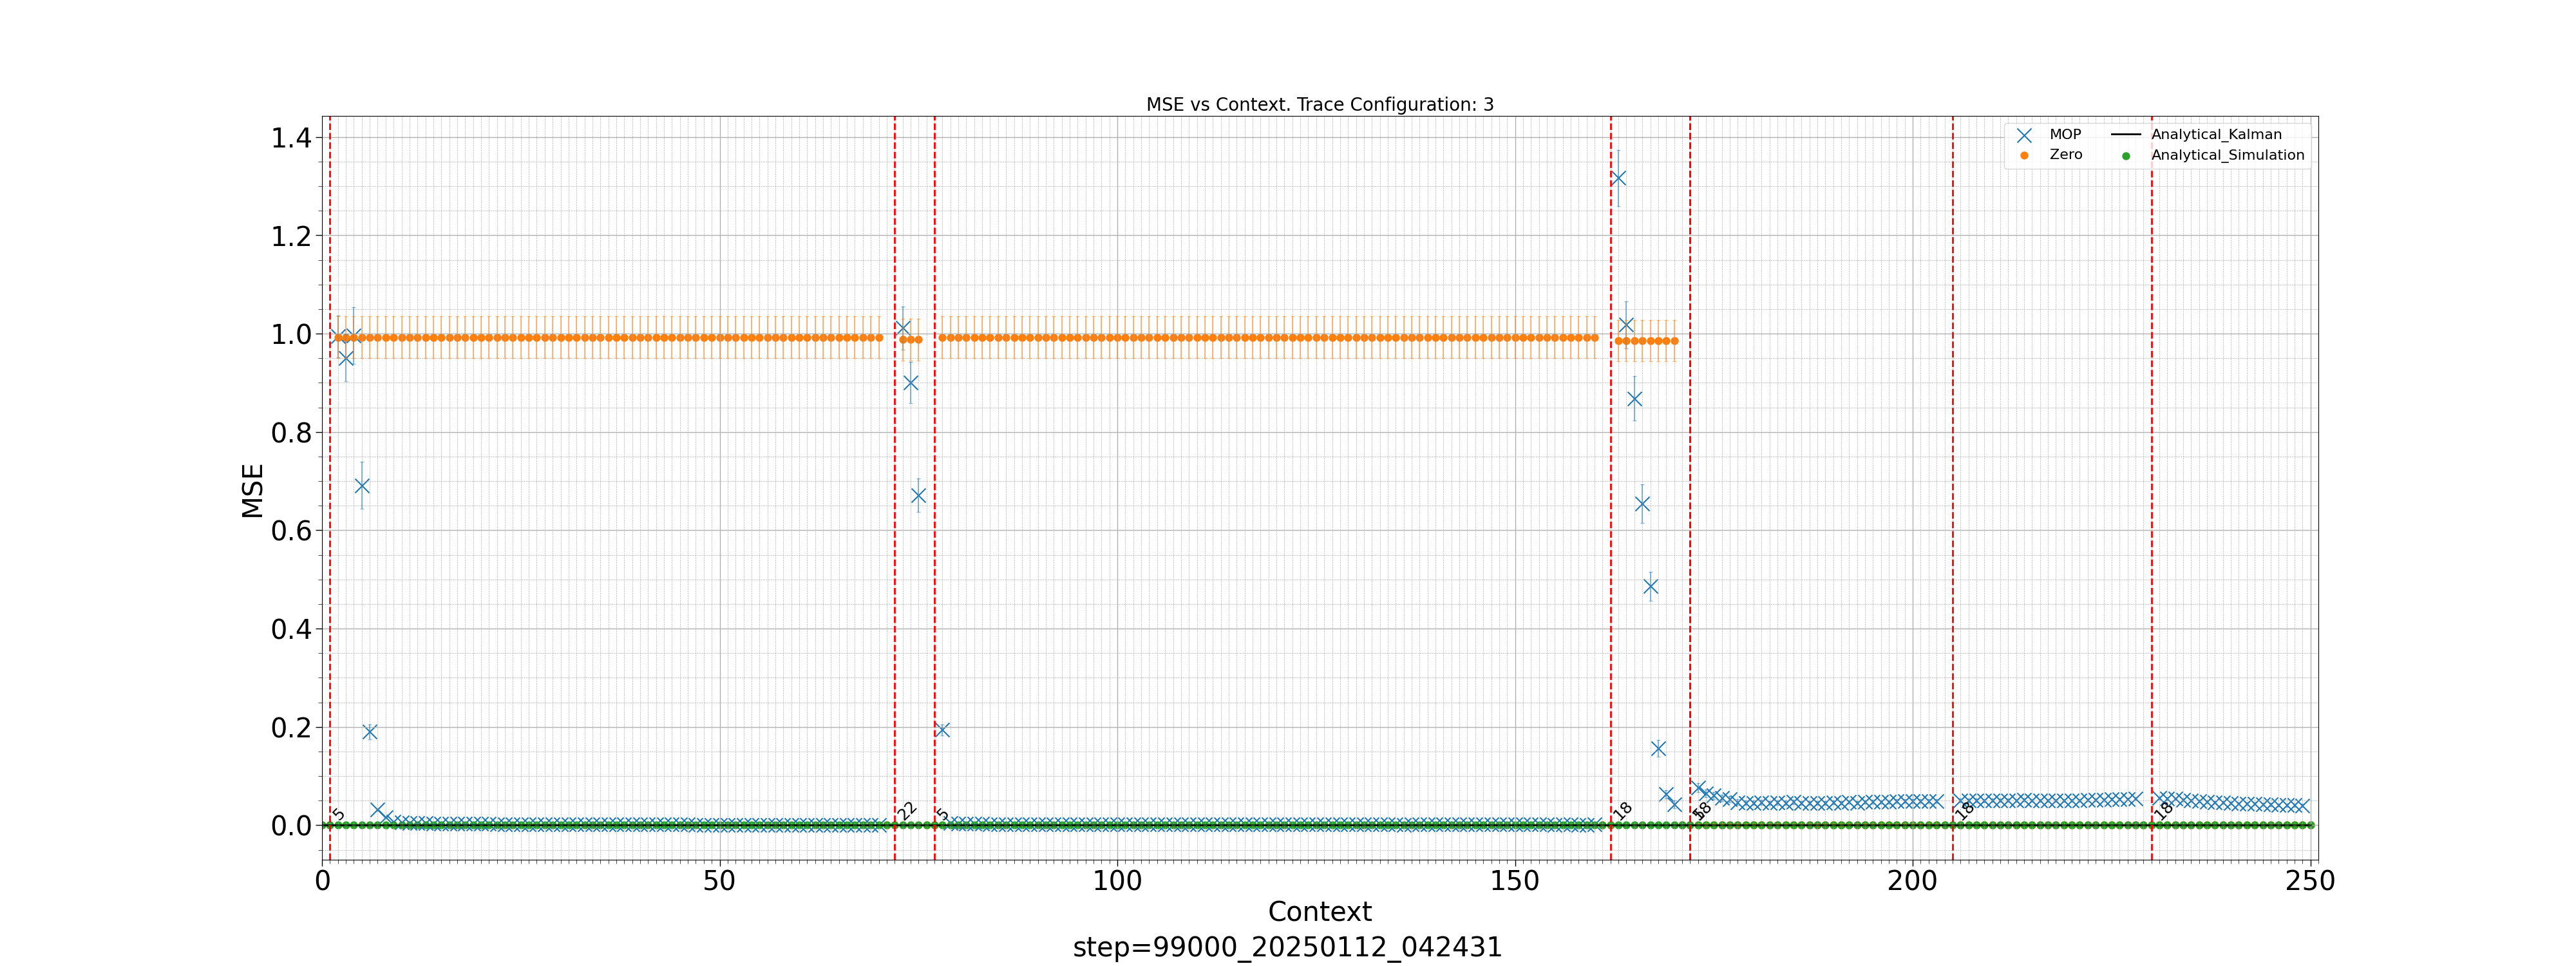 MSE vs Context. Trace Configuration: 3
1.4
1.2
1.0
0.8
0.6
0.4
0.2
0.0
MSE
MOP
Zero
Analytical_Kalman
Analytical_Simulation
5
22
5
18
18
18
18
0
50
100
150
200
250
Context
step=99000_20250112_042431